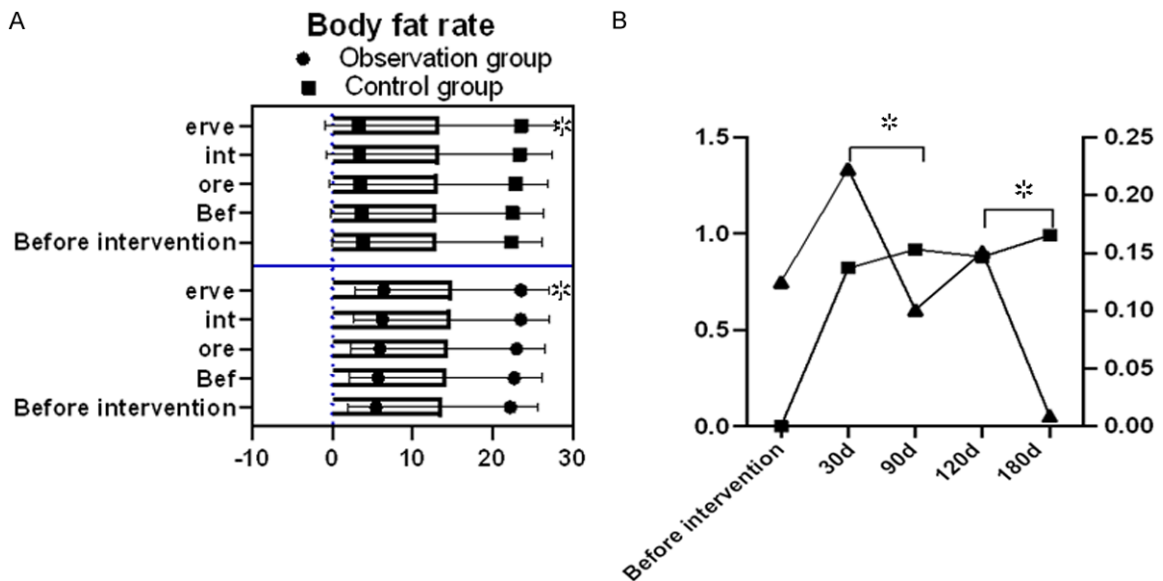 A
Body fat rate
Observation group
Control group
erve
int
ore
Bef
Before intervention
erve
int
ore
Bef
Before intervention
-10 0 10 20 30
B
1.5
1.0
0.5
0.0
0.25
0.20
0.15
0.10
0.05
0.00
Before intervention
30d
90d
120d
180d